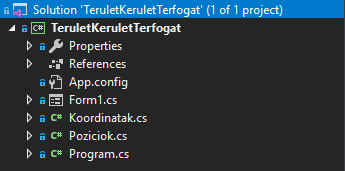 Solution 'TeruletKeruletTerfogat' (1 of 1 project)
C# TeruletKeruletTerfogat
Properties
References
App.config
Form1.cs
C# Koordinatak.cs
C# Poziciok.cs
C# Program.cs